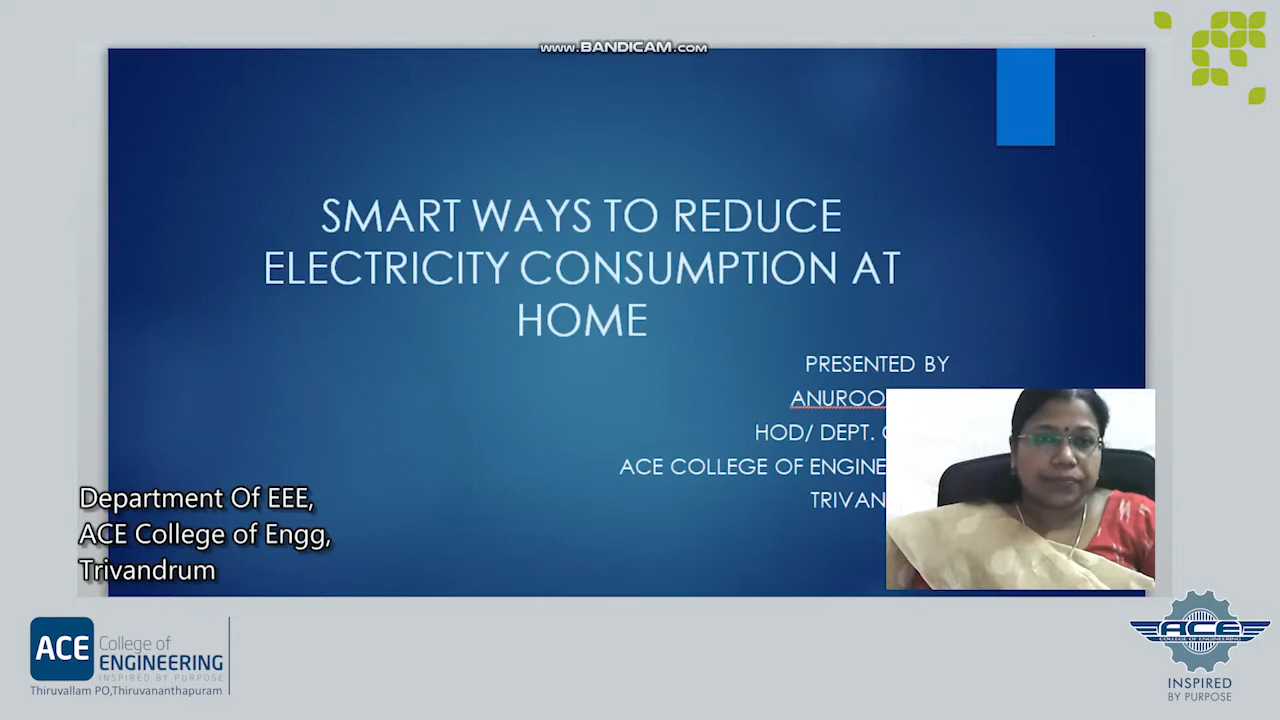 www.BANDICAM.com
SMART WAYS TO REDUCE
ELECTRICITY CONSUMPTION AT
HOME
PRESENTED BY
HOD/ DEPT.
ACE COLLEGE OF
Department Of EEE,
ACE College of Engg,
Trivandrum
ACE College of
ENGINEERING
INSPIRED BY PURPOSE
Thiruvallam PO,Thiruvananthapuram
ACE
COLLEGE OF ENGINEERING
INSPIRED
BY PURPOSE